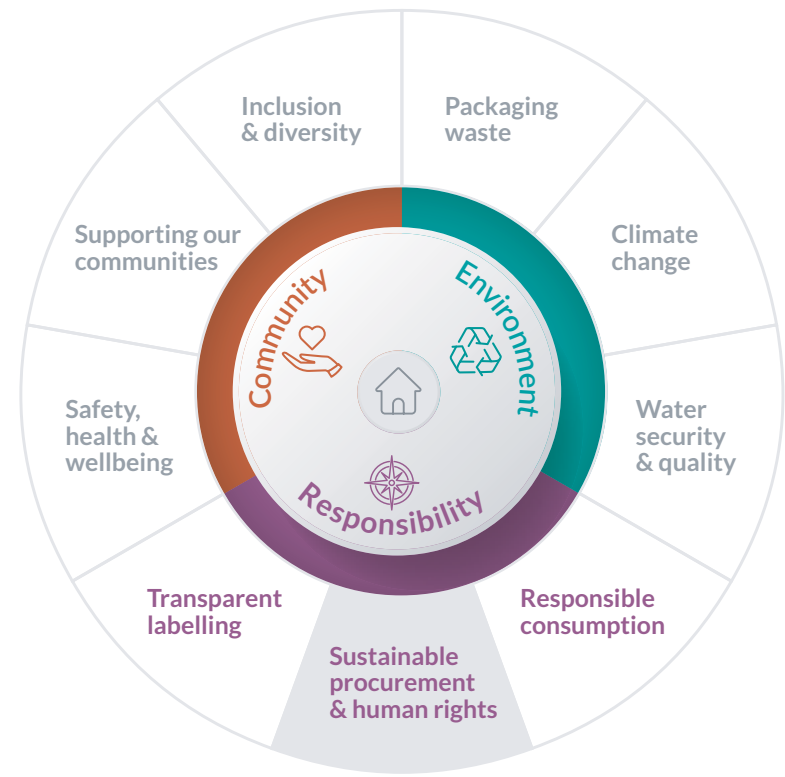 Inclusion
& diversity
Packaging
waste
Supporting our
communities
Climate
change
Community
Environment
Safety,
health &
wellbeing
Water
security
& quality
Responsibility
Transparent
labelling
Responsible
consumption
Sustainable
procurement
& human rights